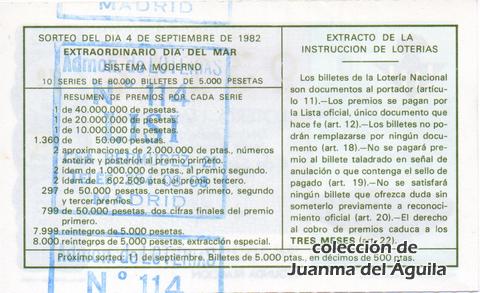 SORTEO DEL DIA 4 DE SEPTIEMBRE DE 1982
EXTRAORDINARIO DIA DEL MAR
SISTEMA MODERNO
10 SERIES DE 80.000 BILLETES DE 5.000 PESETAS
RESUMEN DE PREMIOS POR CADA SERIE
1 de 40.000.000 de pesetas.
1 de 20.000.000 de pesetas.
1 de 10.000.000 de pesetas.
1.360 de 50.000 pesetas.
2 aproximaciones de 2.000.000 de ptas., números
anterior y posterior al premio primero.
2 ídem de 1.000.000 de ptas., al premio segundo.
2 ídem de 602.500 ptas., al premio tercero.
297 de 50.000 pesetas, centenas primero, segundo
y tercer premios.
799 de 50.000 pesetas, dos cifras finales del premio
primero.
7.999 reintegros de 5.000 pesetas.
8.000 reintegros de 5.000 pesetas, extracción especial.
Próximo sorteo: 11 de septiembre. Billetes de 5.000 ptas., en décimos de 500 ptas.
EXTRACTO DE LA
INSTRUCCION DE LOTERIAS
Los billetes de la Lotería Nacional
son documentos al portador (artícu-
lo 11).—Los premios se pagan por
la Lista oficial, único documento que
hace fe (art. 12).—Los billetes no po-
drán remplazarse por ningún docu-
mento (art. 18).—No se pagará pre-
mio al billete taladrado en señal de
anulación o que contenga el sello de
pagado (art. 19).—No se satisfará
ningún billete que ofrezca duda sin
someterlo previamente a reconoci-
miento oficial (art. 20).—El derecho
al cobro de premios caduca a los
TRES MESES (art. 22).
Nº 114
MADRID
Nº 114
colección de
Juanma del Aguila